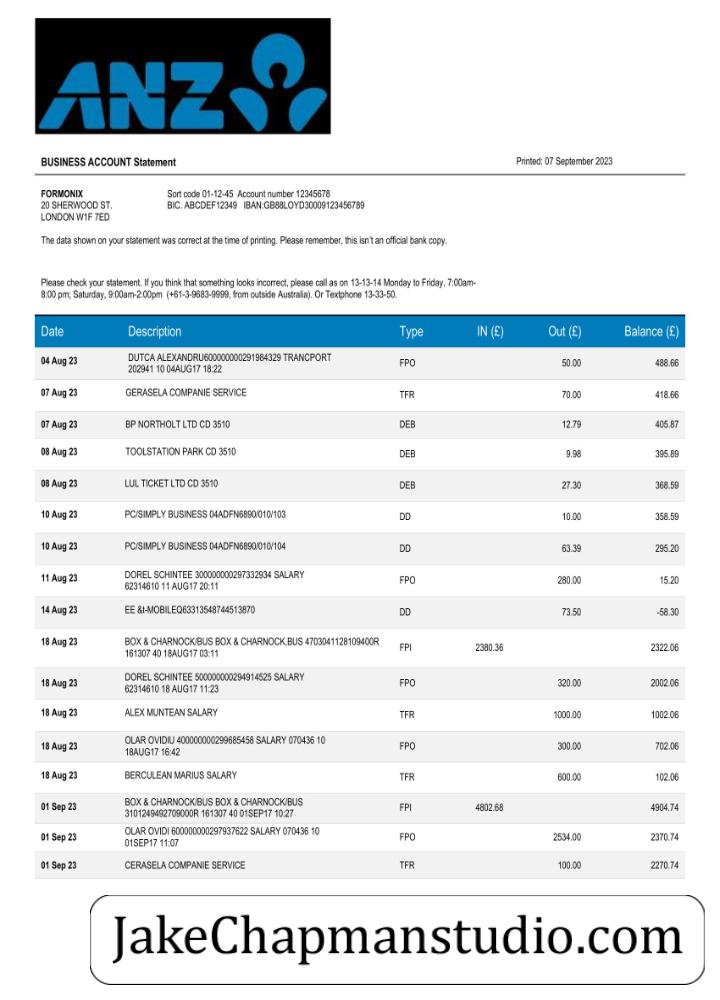 ANZ
BUSINESS ACCOUNT Statement
Printed: 07 September 2023
FORMONIX
20 SHERWOOD ST.
LONDON W1F 7ED
Sort code 01-12-45 Account number 12345678
BIC. ABCDEF12349 IBAN:GB88LOYD30009123456789
The data shown on your statement was correct at the time of printing. Please remember, this isn't an official bank copy.
Please check your statement. If you think that something looks incorrect, please call as on 13-13-14 Monday to Friday, 7:00am-
8:00 pm; Saturday, 9:00am-2:00pm (+61-3-9683-9999, from outside Australia). Or Textphone 13-33-50.
Date Description Type IN (£) Out (£) Balance (£)
04 Aug 23 DUTCA ALEXANDRU600000000291984329 TRANCPORT
202941 10 04AUG17 18:22 FPO 50.00 488.66
07 Aug 23 GERASELA COMPANIE SERVICE TFR 70.00 418.66
07 Aug 23 BP NORTHOLT LTD CD 3510 DEB 12.79 405.87
08 Aug 23 TOOLSTATION PARK CD 3510 DEB 9.98 395.89
08 Aug 23 LUL TICKET LTD CD 3510 DEB 27.30 368.59
10 Aug 23 PC/SIMPLY BUSINESS 04ADFN6890/010/103 DD 10.00 358.59
10 Aug 23 PC/SIMPLY BUSINESS 04ADFN6890/010/104 DD 63.39 295.20
11 Aug 23 DOREL SCHINTEE 300000000297332934 SALARY
62314610 11 AUG17 20:11 FPO 280.00 15.20
14 Aug 23 EE &t-MOBILEQ63313548744513870 DD 73.50 -58.30
18 Aug 23 BOX & CHARNOCK/BUS BOX & CHARNOCK,BUS 4703041128109400R
161307 40 18AUG17 03:11 FPI 2380.36 2322.06
18 Aug 23 DOREL SCHINTEE 500000000294914525 SALARY
62314610 18 AUG17 11:23 FPO 320.00 2002.06
18 Aug 23 ALEX MUNTEAN SALARY TFR 1000.00 1002.06
18 Aug 23 OLAR OVIDIU 400000000299685458 SALARY 070436 10
18AUG17 16:42 FPO 300.00 702.06
18 Aug 23 BERCULEAN MARIUS SALARY TFR 600.00 102.06
01 Sep 23 BOX & CHARNOCK/BUS BOX & CHARNOCK/BUS
3101249492709000R 161307 40 01SEP17 10:27 FPI 4802.68 4904.74
01 Sep 23 OLAR OVIDI 600000000297937622 SALARY 070436 10
01SEP17 11:07 FPO 2534.00 2370.74
01 Sep 23 CERASELA COMPANIE SERVICE TFR 100.00 2270.74
JakeChapmanstudio.com